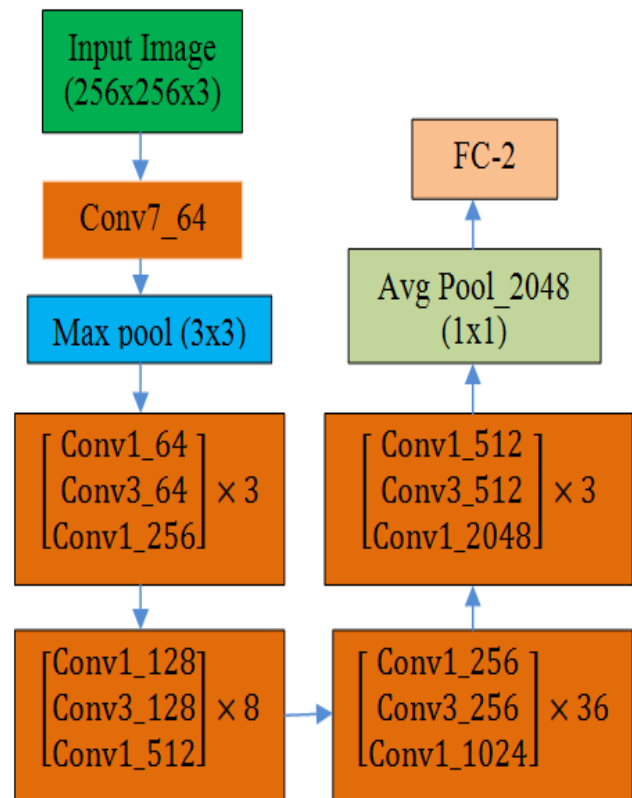 Input Image
(256x256x3)
Conv7_64
Max pool (3x3)
Conv1_64
Conv3_64
Conv1_256
× 3
Conv1_128
Conv3_128
Conv1_512
× 8
Conv1_256
Conv3_256
Conv1_1024
× 36
Conv1_512
Conv3_512
Conv1_2048
× 3
Avg Pool_2048
(1x1)
FC-2